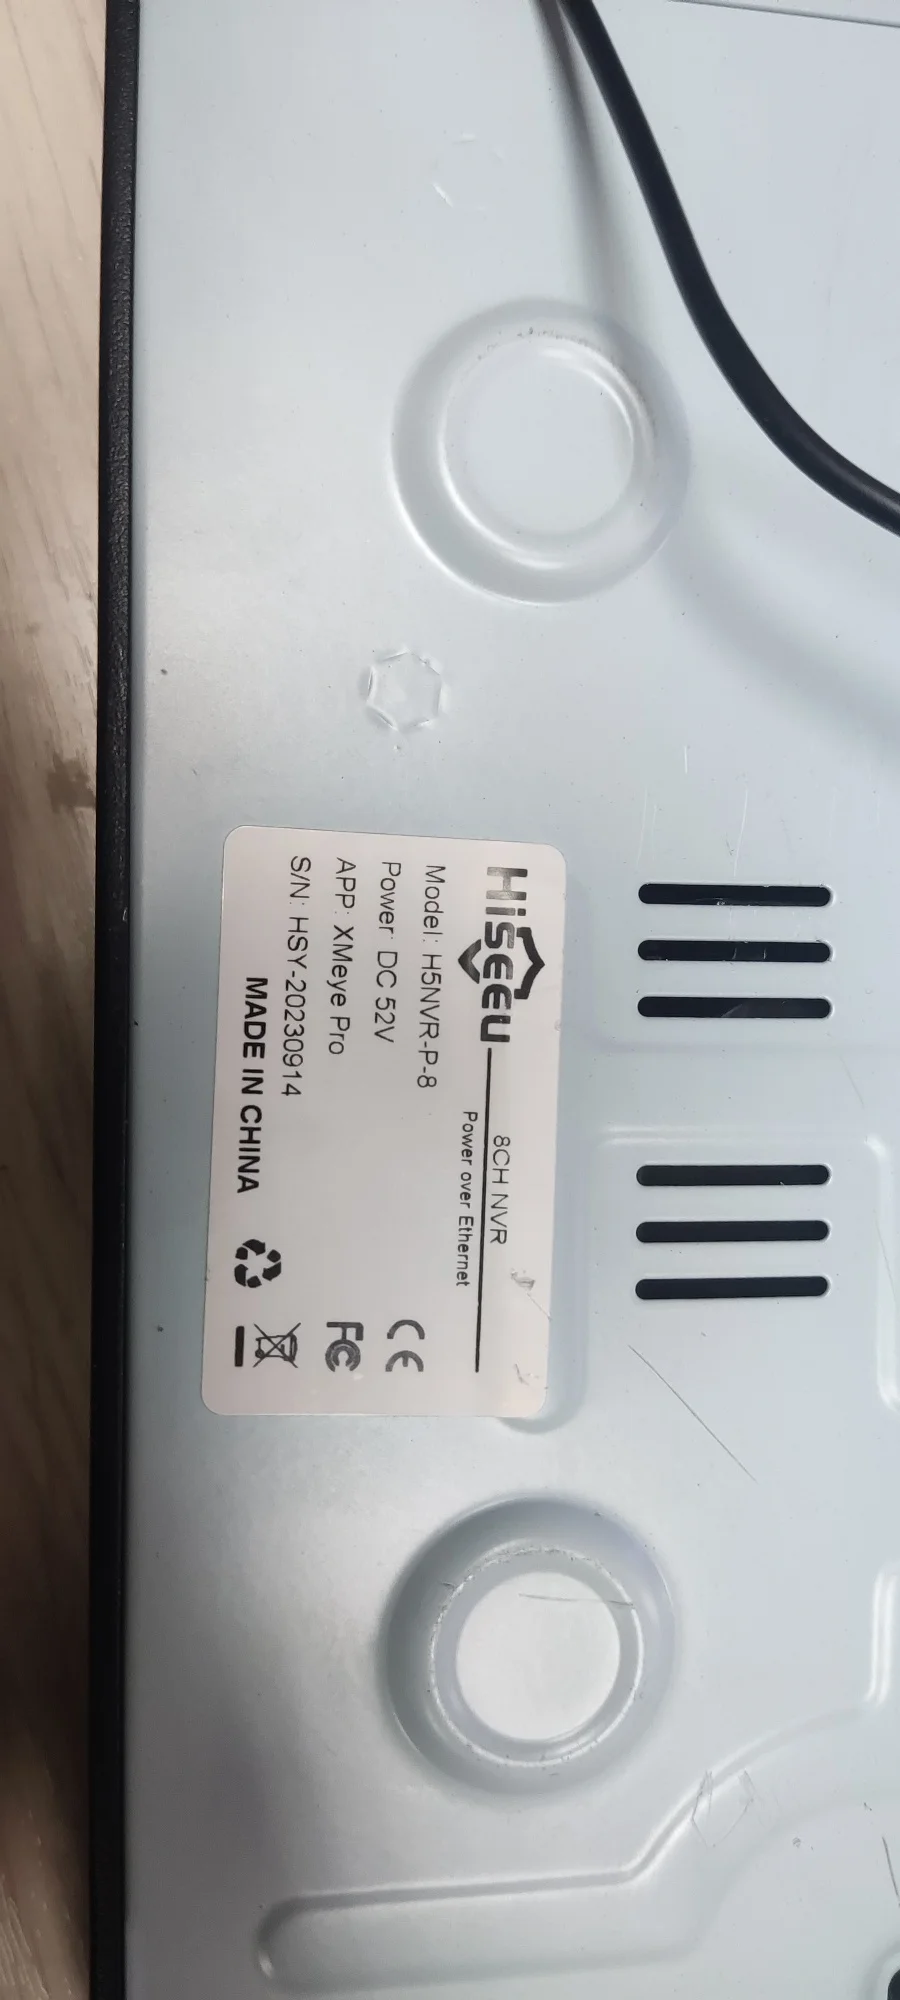 Hiseeu
8CH NVR
Power over Ethernet
Model: H5NVR-P-8
Power: DC 52V
APP: XMeye Pro
S/N: HSY-20230914
MADE IN CHINA
CE
FC